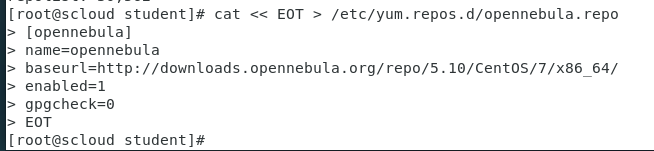 [root@scloud student]# cat << EOT > /etc/yum.repos.d/opennebula.repo
> [opennebula]
> name=opennebula
> baseurl=http://downloads.opennebula.org/repo/5.10/CentOS/7/x86_64/
> enabled=1
> gpgcheck=0
> EOT
[root@scloud student]#